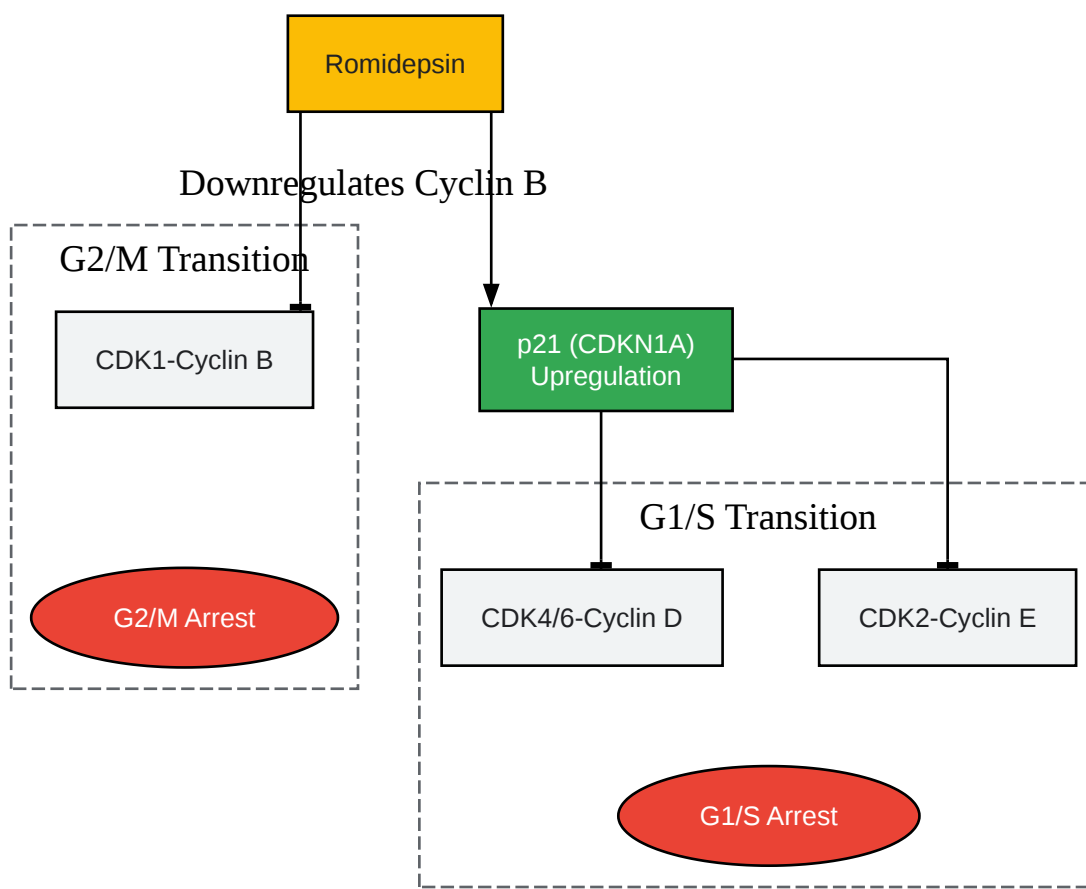 Romidepsin
Downregulates Cyclin B
G2/M Transition
CDK1-Cyclin B
p21 (CDKN1A)
Upregulation
G1/S Transition
G2/M Arrest
CDK4/6-Cyclin D
CDK2-Cyclin E
G1/S Arrest